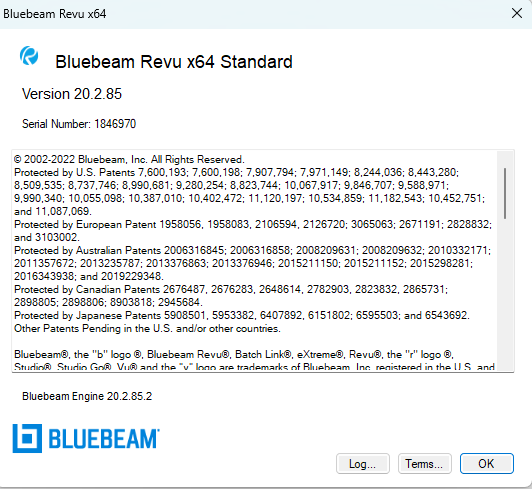 Bluebeam Revu x64
Bluebeam Revu x64 Standard
Version 20.2.85
Serial Number: 1846970
© 2002-2022 Bluebeam, Inc. All Rights Reserved.
Protected by U.S. Patents 7,600,193; 7,600,198; 7,907,794; 7,971,149; 8,244,036; 8,443,280;
8,509,535; 8,737,746; 8,990,681; 9,280,254; 8,823,744; 10,067,917; 9,846,707; 9,588,971;
9,990,340; 10,055,098; 10,387,010; 10,402,472; 11,120,197; 10,534,859; 11,182,543; 10,452,751;
and 11,087,069.
Protected by European Patent 1958056, 1958083, 2106594, 2126720; 3065063; 2671191; 2828832;
and 3103002.
Protected by Australian Patents 2006316845; 2006316858; 2008209631; 2008209632; 2010332171;
2011357672; 2013235787; 2013376863; 2013376946; 2015211150; 2015211152; 2015298281;
2016343938; and 2019229348.
Protected by Canadian Patents 2676487, 2676283, 2648614, 2782903, 2823832, 2865731;
2898805; 2898806; 8903818; 2945684.
Protected by Japanese Patents 5908501, 5953382, 6407892, 6151802; 6595503; and 6543692.
Other Patents Pending in the U.S. and/or other countries.
Bluebeam®, the "b" logo ®, Bluebeam Revu®, Batch Link®, eXtreme®, Revu®, the "r" logo ®,
Studio®, Studio Go®, Vu® and the "v" logo are trademarks of Bluebeam, Inc. registered in the U.S. and
Bluebeam Engine 20.2.85.2
BLUEBEAM®
Log...
Terms...
OK